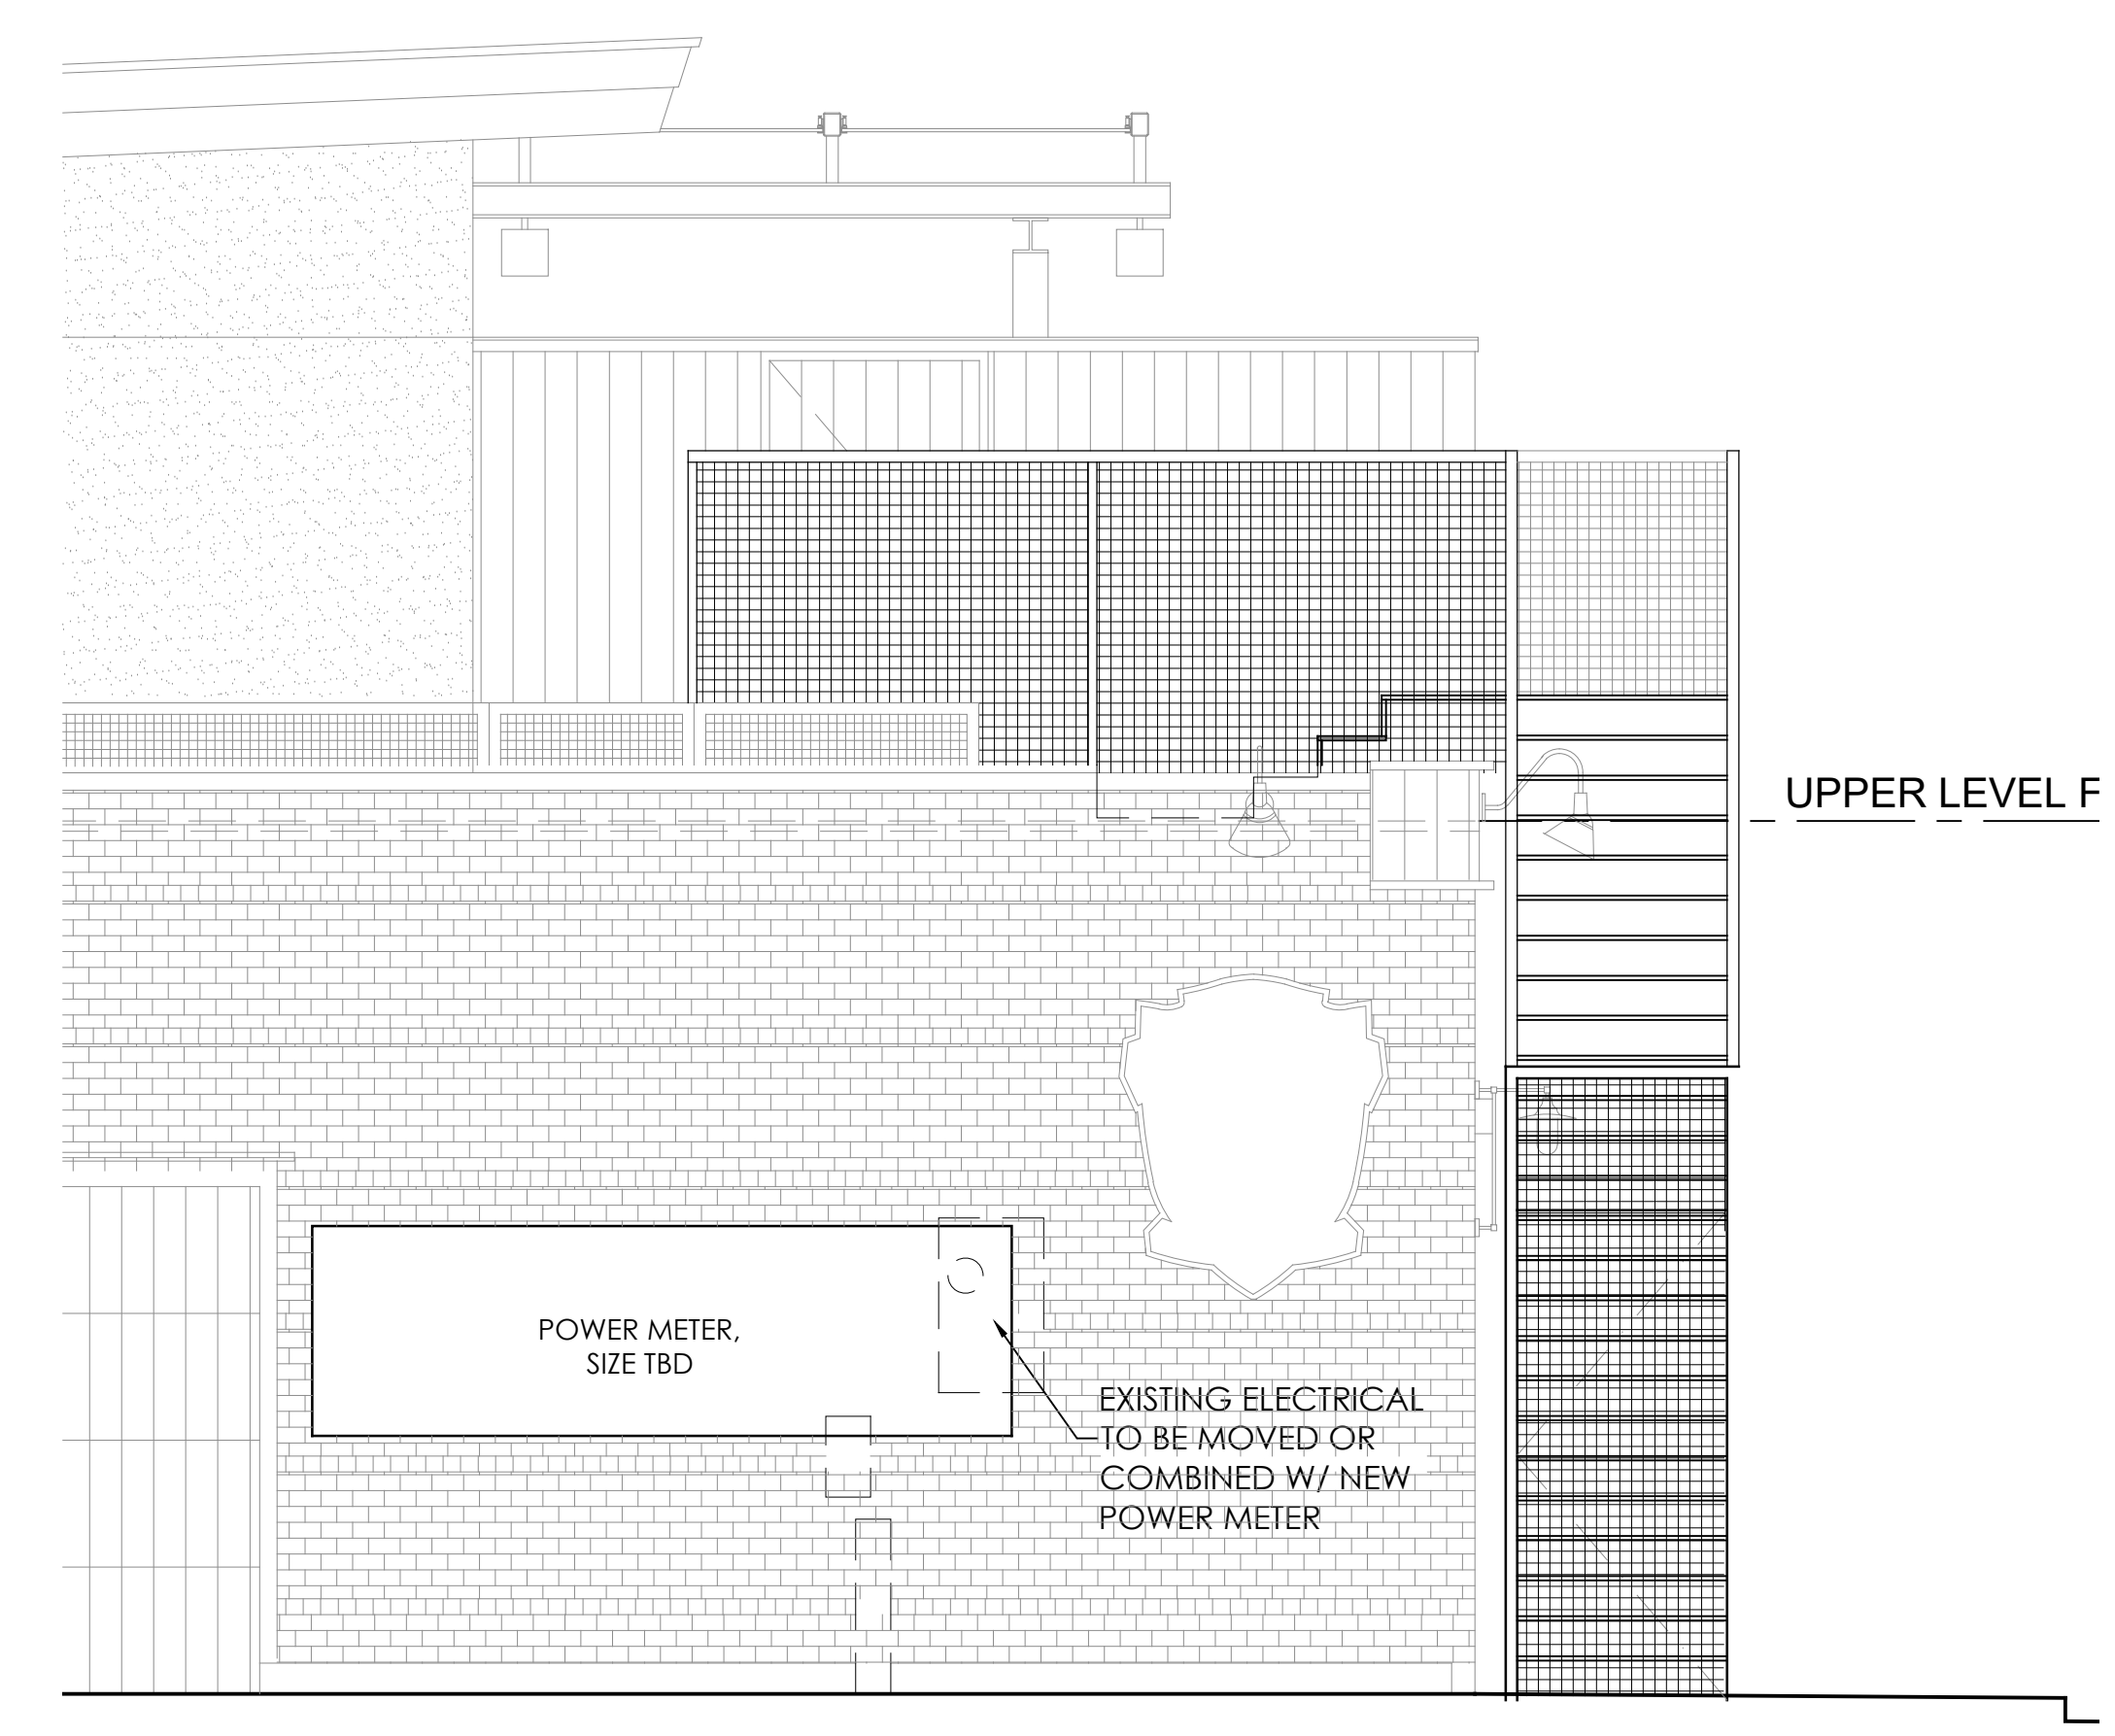 UPPER LEVEL F
POWER METER,
SIZE TBD
EXISTING ELECTRICAL
TO BE MOVED OR
COMBINED W/ NEW
POWER METER